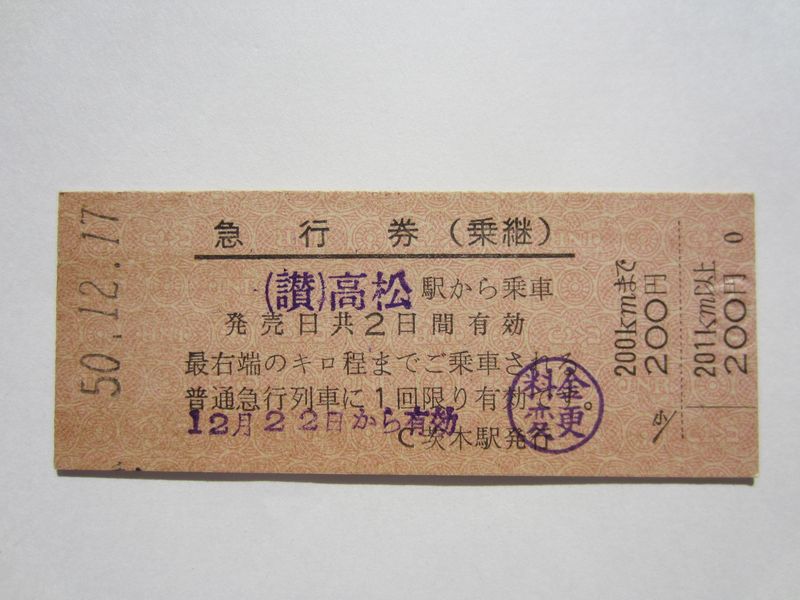 50.12.17
急行券(乗継)
(讃)高松駅から乗車
発売日共2日間有効
最右端のキロ程までご乗車される
普通急行列車に1回限り有効です。
12月22日から有効
C茨木駅発行
料金変更
200kmまで
200円
201km以上
200円
0